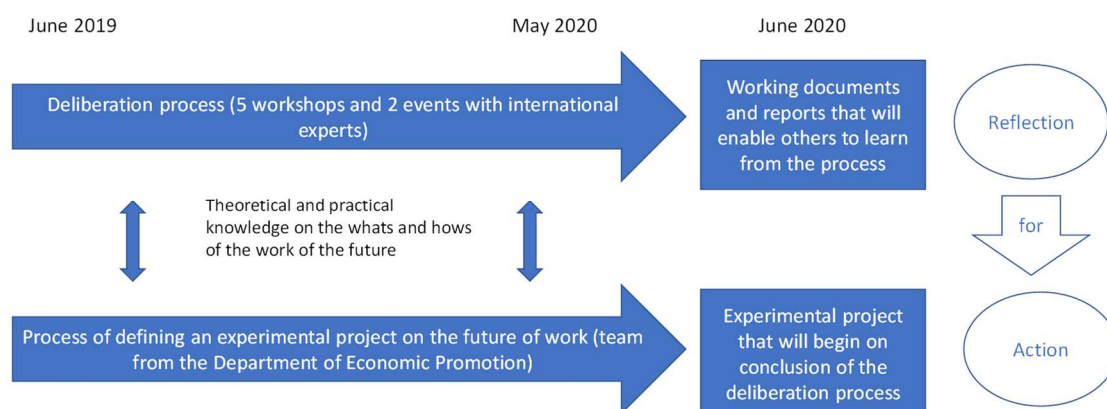 June 2019
May 2020
June 2020
Deliberation process (5 workshops and 2 events with international
experts)
Working documents
and reports that will
enable others to learn
from the process
Reflection
Theoretical and practical
knowledge on the whats and hows
of the work of the future
for
Process of defining an experimental project on the future of work (team
from the Department of Economic Promotion)
Experimental project
that will begin on
conclusion of the
deliberation process
Action